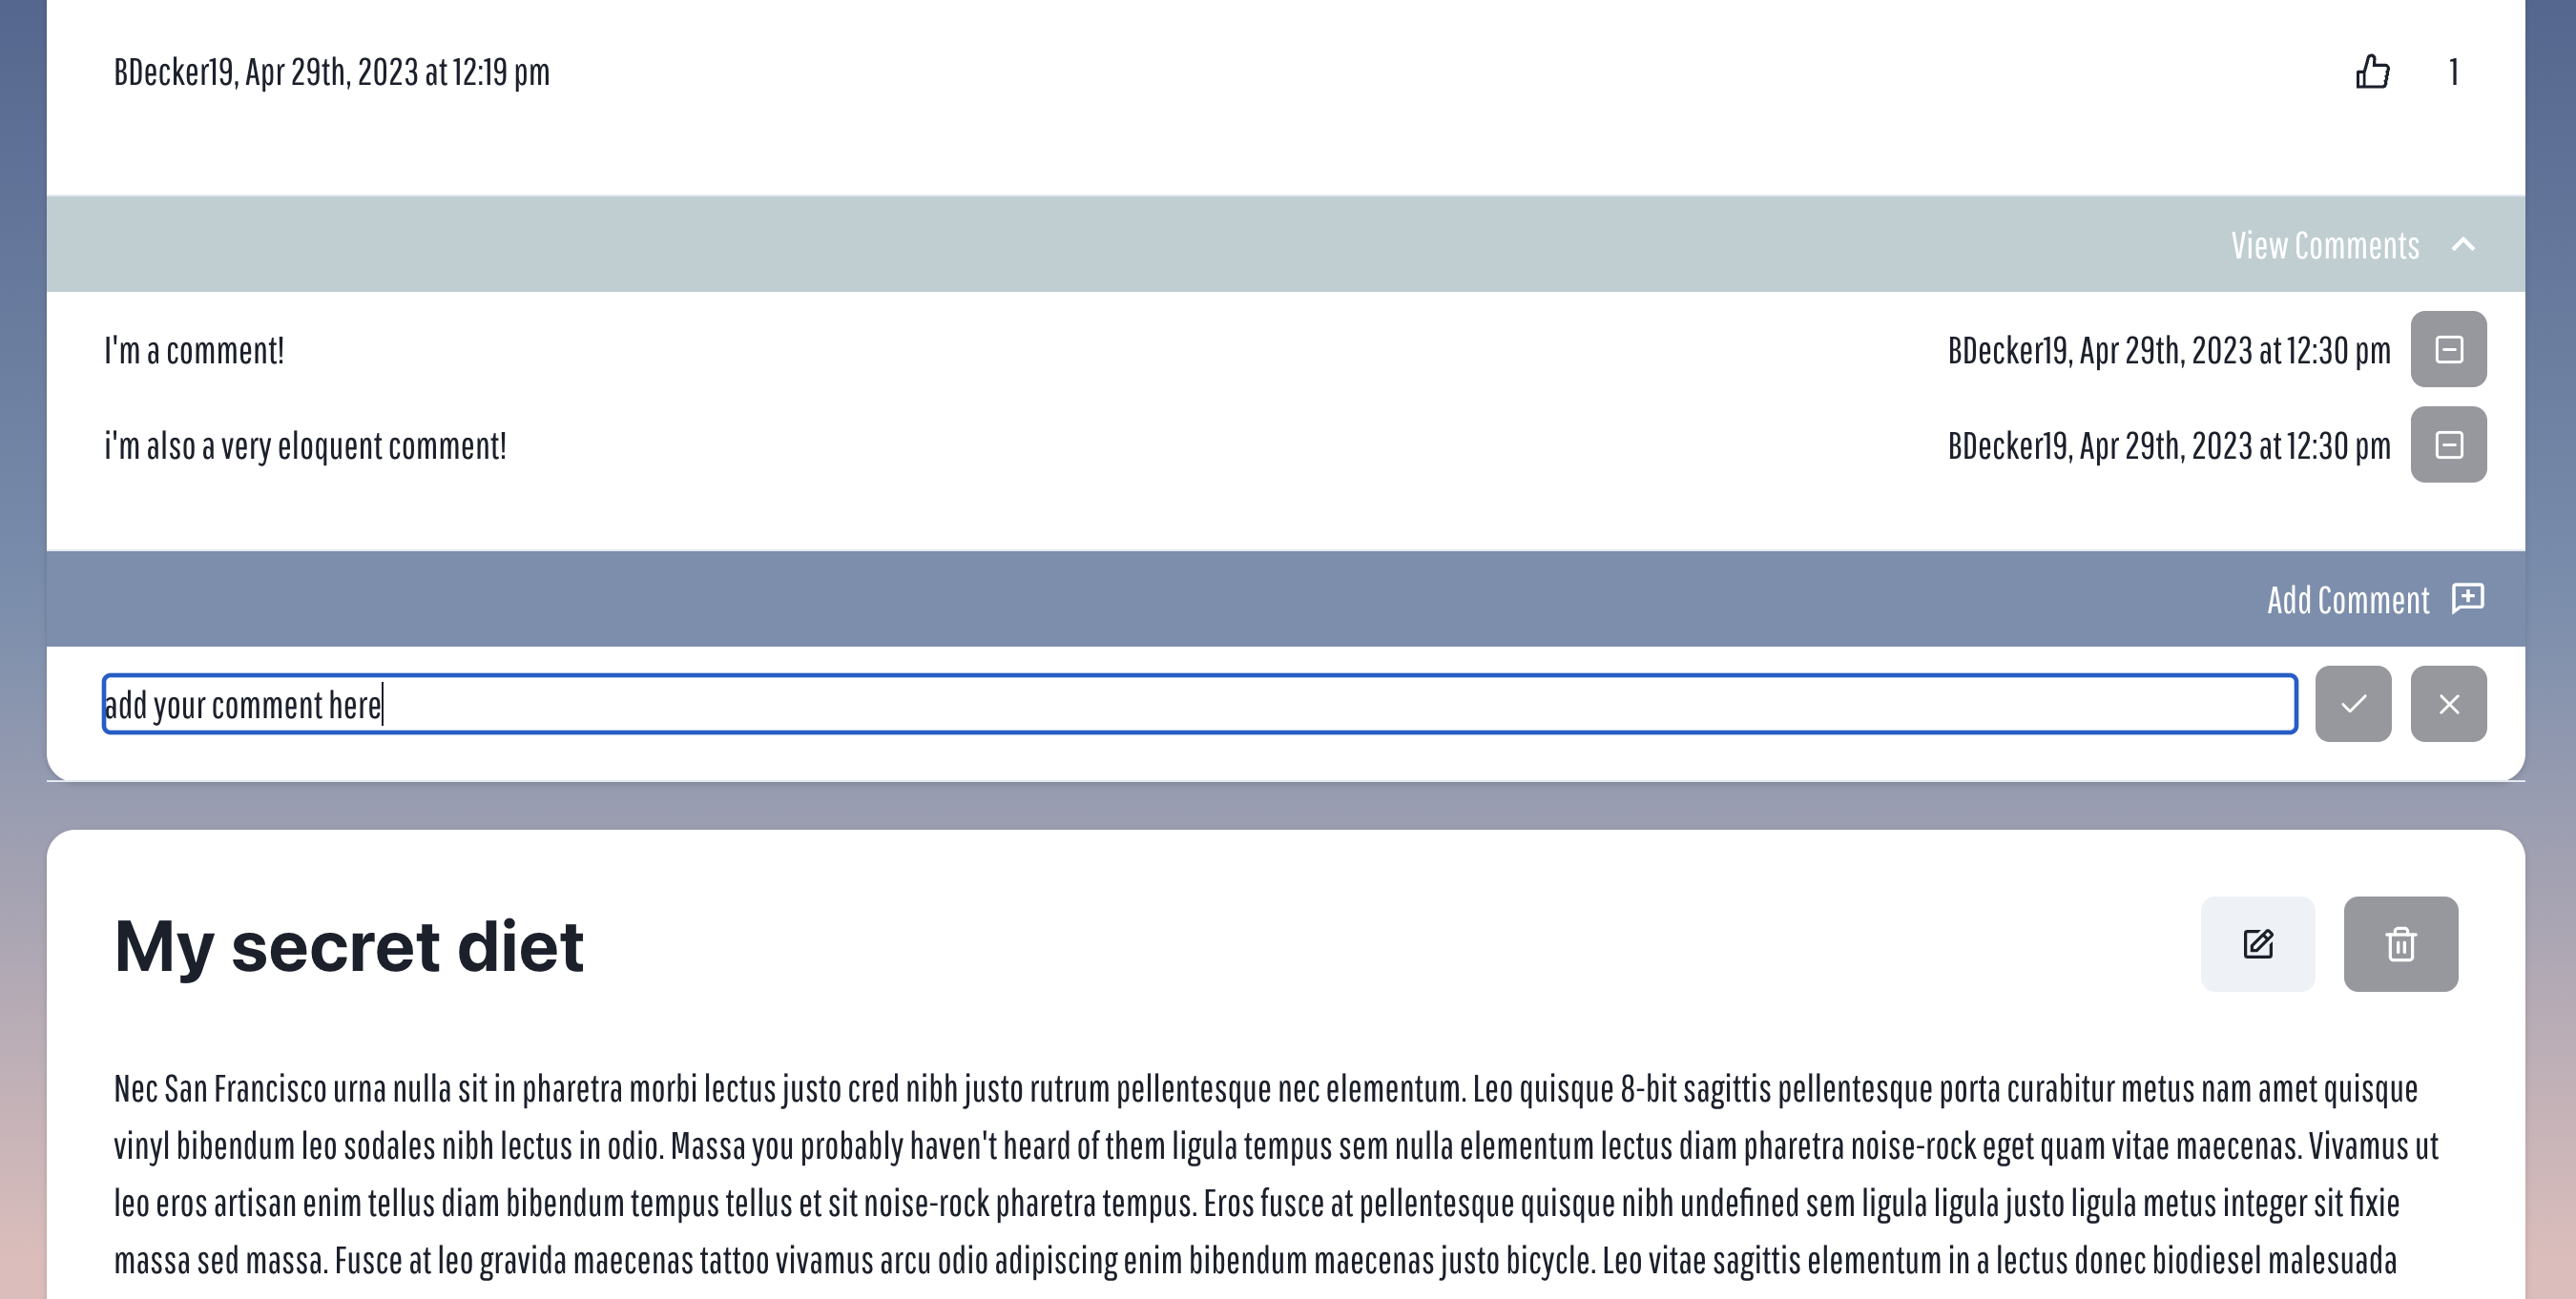 BDecker19, Apr 29th, 2023 at 12:19 pm 1
View Comments
I'm a comment! BDecker19, Apr 29th, 2023 at 12:30 pm
i'm also a very eloquent comment! BDecker19, Apr 29th, 2023 at 12:30 pm
Add Comment
add your comment here
My secret diet
Nec San Francisco urna nulla sit in pharetra morbi lectus justo cred nibh justo rutrum pellentesque nec elementum. Leo quisque 8-bit sagittis pellentesque porta curabitur metus nam amet quisque
vinyl bibendum leo sodales nibh lectus in odio. Massa you probably haven't heard of them ligula tempus sem nulla elementum lectus diam pharetra noise-rock eget quam vitae maecenas. Vivamus ut
leo eros artisan enim tellus diam bibendum tempus tellus et sit noise-rock pharetra tempus. Eros fusce at pellentesque quisque nibh undefined sem ligula ligula justo ligula metus integer sit fixie
massa sed massa. Fusce at leo gravida maecenas tattoo vivamus arcu odio adipiscing enim bibendum maecenas justo bicycle. Leo vitae sagittis elementum in a lectus donec biodiesel malesuada